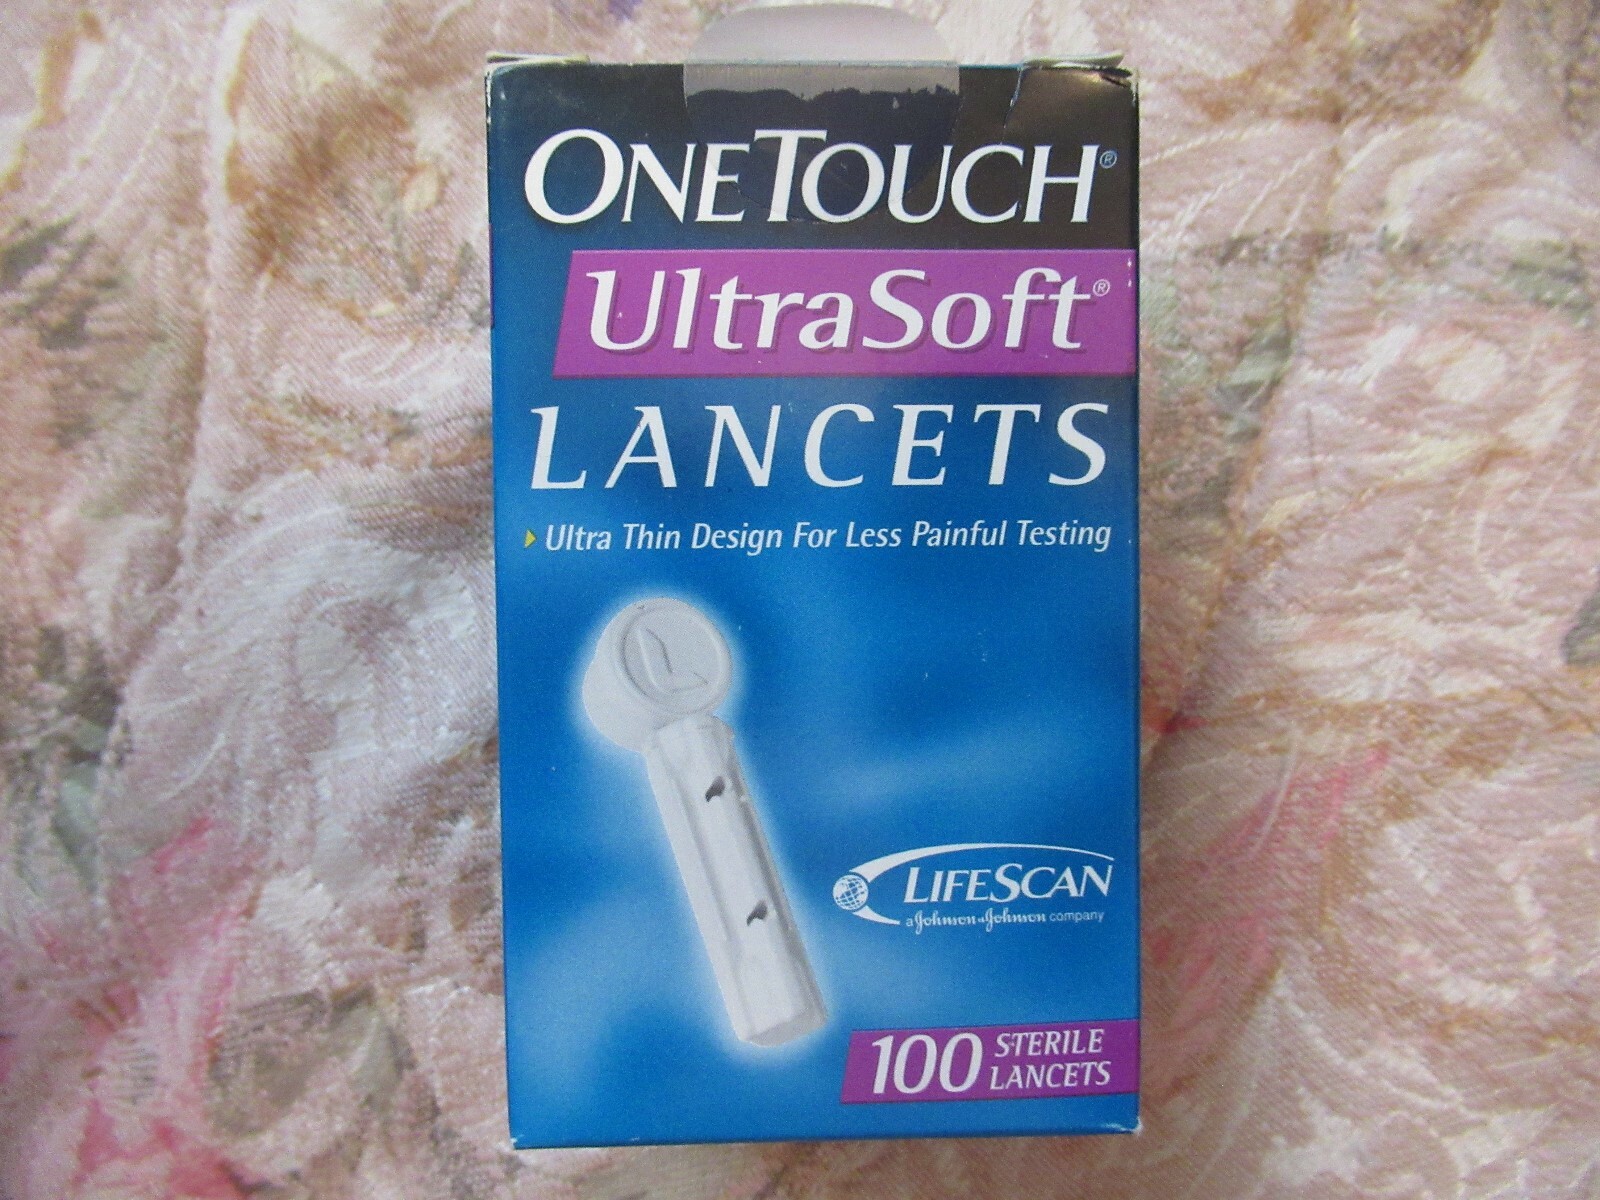 ONETOUCH®
UltraSoft®
LANCETS
Ultra Thin Design For Less Painful Testing
L
LIFESCAN
a Johnson & Johnson company
100 STERILE
LANCETS